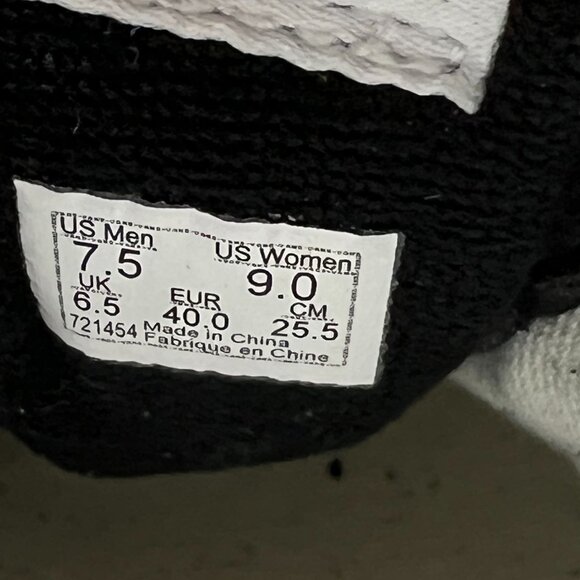 US Men US Women
7.5 9.0
UK EUR CM
6.5 40.0 25.5
721454 Made in China
Fabrique en Chine